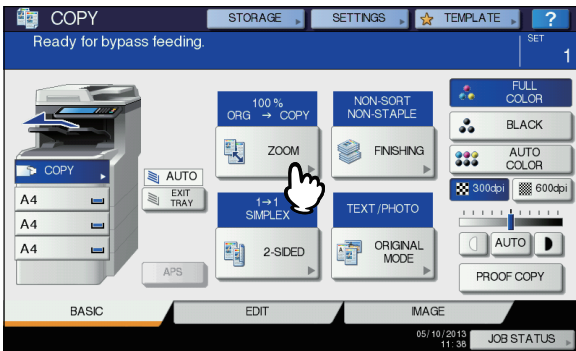 COPY
STORAGE
SETTINGS
TEMPLATE
?
Ready for bypass feeding.
SET
1
100 %
ORG → COPY
ZOOM
NON-SORT
NON-STAPLE
FINISHING
FULL
COLOR
BLACK
AUTO
COLOR
300dpi
600dpi
COPY
A4
A4
A4
AUTO
EXIT
TRAY
APS
1→1
SIMPLEX
2-SIDED
TEXT/PHOTO
ORIGINAL
MODE
AUTO
PROOF COPY
BASIC
EDIT
IMAGE
05/10/2013
11:38
JOB STATUS